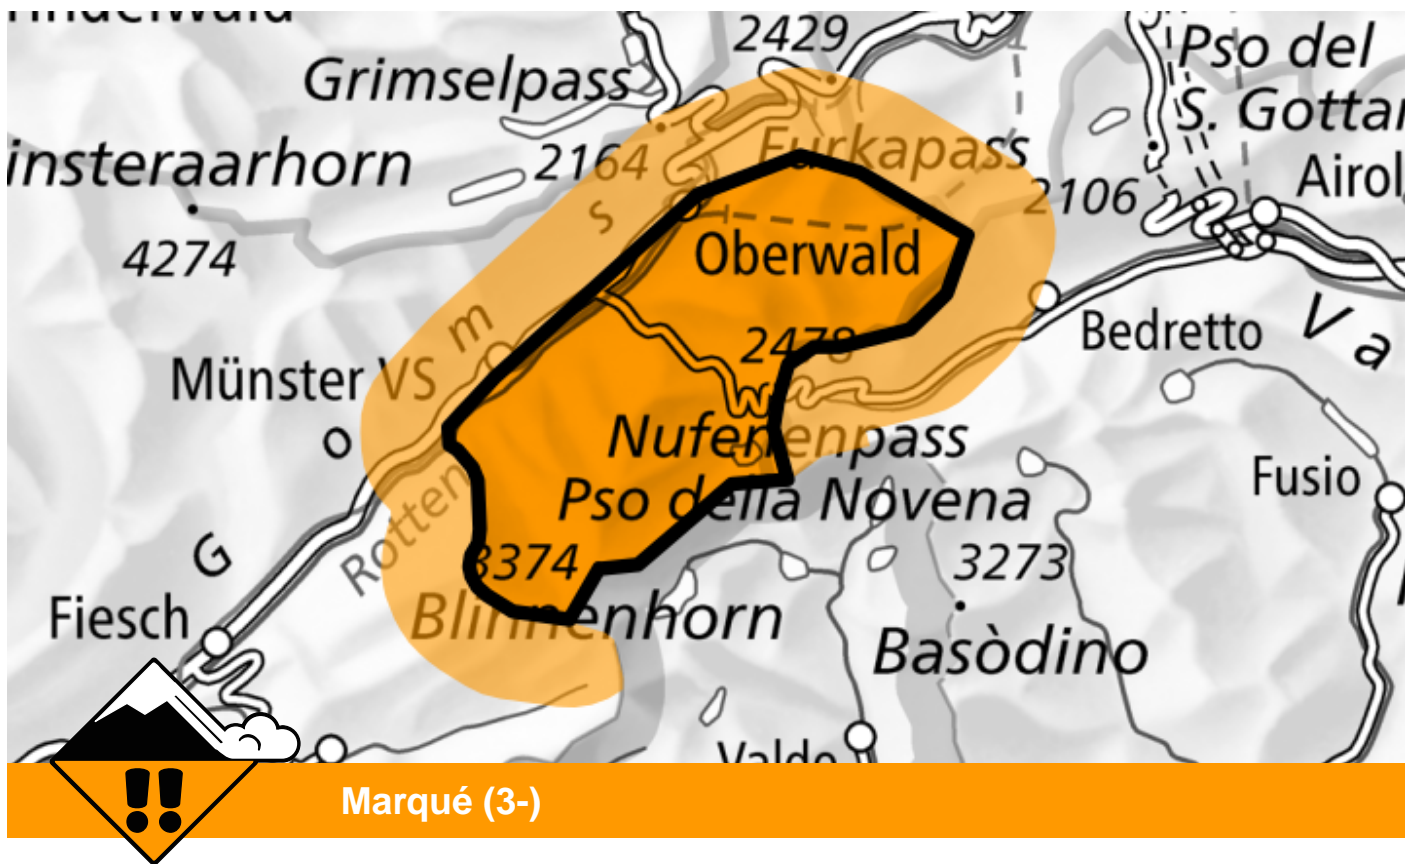 2429
Pso del
Grimselpass
S. Gotta
Furkapass
insteraarhorn
2164
Airol
2106
s
4274
Oberwald
m
V a
2478
Bedretto
Münster VS
o
Nufenenpass
Fusio
Pso della Novena
Rotten
G
3374
3273
Fiesch
Blinnenhorn
Basòdino
Marqué (3-)